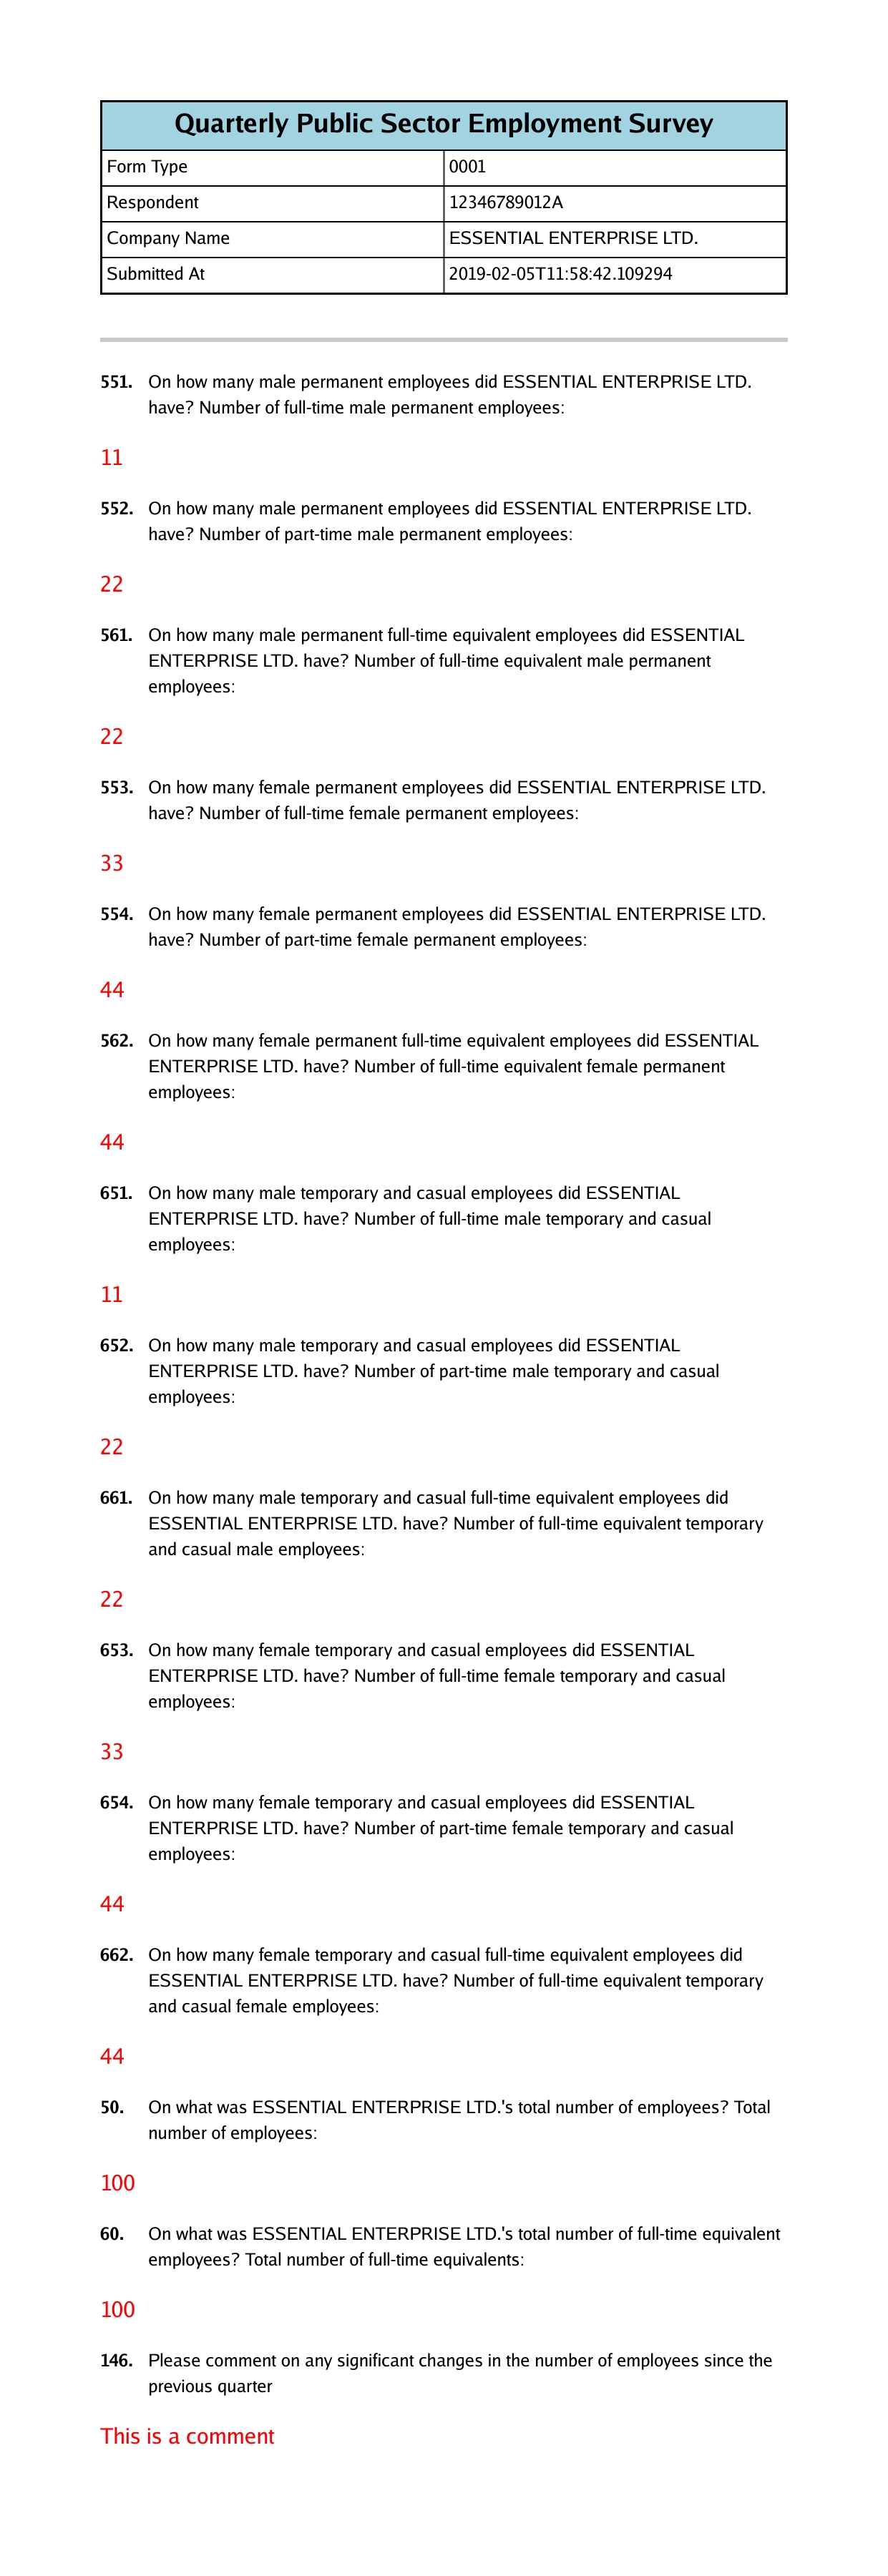 Quarterly Public Sector Employment Survey
Form Type 0001
Respondent 12346789012A
Company Name ESSENTIAL ENTERPRISE LTD.
Submitted At 2019-02-05T11:58:42.109294
551. On how many male permanent employees did ESSENTIAL ENTERPRISE LTD.
have? Number of full-time male permanent employees:
11
552. On how many male permanent employees did ESSENTIAL ENTERPRISE LTD.
have? Number of part-time male permanent employees:
22
561. On how many male permanent full-time equivalent employees did ESSENTIAL
ENTERPRISE LTD. have? Number of full-time equivalent male permanent
employees:
22
553. On how many female permanent employees did ESSENTIAL ENTERPRISE LTD.
have? Number of full-time female permanent employees:
33
554. On how many female permanent employees did ESSENTIAL ENTERPRISE LTD.
have? Number of part-time female permanent employees:
44
562. On how many female permanent full-time equivalent employees did ESSENTIAL
ENTERPRISE LTD. have? Number of full-time equivalent female permanent
employees:
44
651. On how many male temporary and casual employees did ESSENTIAL
ENTERPRISE LTD. have? Number of full-time male temporary and casual
employees:
11
652. On how many male temporary and casual employees did ESSENTIAL
ENTERPRISE LTD. have? Number of part-time male temporary and casual
employees:
22
661. On how many male temporary and casual full-time equivalent employees did
ESSENTIAL ENTERPRISE LTD. have? Number of full-time equivalent temporary
and casual male employees:
22
653. On how many female temporary and casual employees did ESSENTIAL
ENTERPRISE LTD. have? Number of full-time female temporary and casual
employees:
33
654. On how many female temporary and casual employees did ESSENTIAL
ENTERPRISE LTD. have? Number of part-time female temporary and casual
employees:
44
662. On how many female temporary and casual full-time equivalent employees did
ESSENTIAL ENTERPRISE LTD. have? Number of full-time equivalent temporary
and casual female employees:
44
50. On what was ESSENTIAL ENTERPRISE LTD.'s total number of employees? Total
number of employees:
100
60. On what was ESSENTIAL ENTERPRISE LTD.'s total number of full-time equivalent
employees? Total number of full-time equivalents:
100
146. Please comment on any significant changes in the number of employees since the
previous quarter
This is a comment